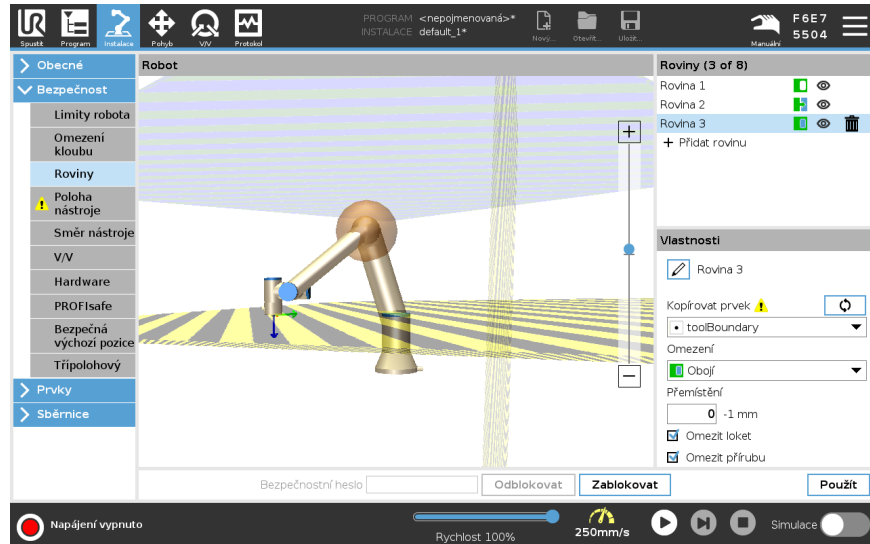 UR
PROGRAM <nepojmenovaná>*
INSTALACE default_1*
F6E7
5504
Spustit
Program
Instalace
Pohyb
V/V
Protokol
Nový...
Otevřít...
Uložit...
Manuální
Obecné
Bezpečnost
Limity robota
Omezení
kloubu
Roviny
Poloha
nástroje
Směr nástroje
V/V
Hardware
PROFIsafe
Bezpečná
výchozí pozice
Třípolohový
Prvky
Sběrnice
Robot
Roviny (3 of 8)
Rovina 1
Rovina 2
Rovina 3
+ Přidat rovinu
Vlastnosti
Rovina 3
Kopírovat prvek
toolBoundary
Omezení
Obojí
Přemístění
0 -1 mm
Omezit loket
Omezit přírubu
Bezpečnostní heslo
Odblokovat
Zablokovat
Použít
Napájení vypnuto
Rychlost 100%
250mm/s
Simulace